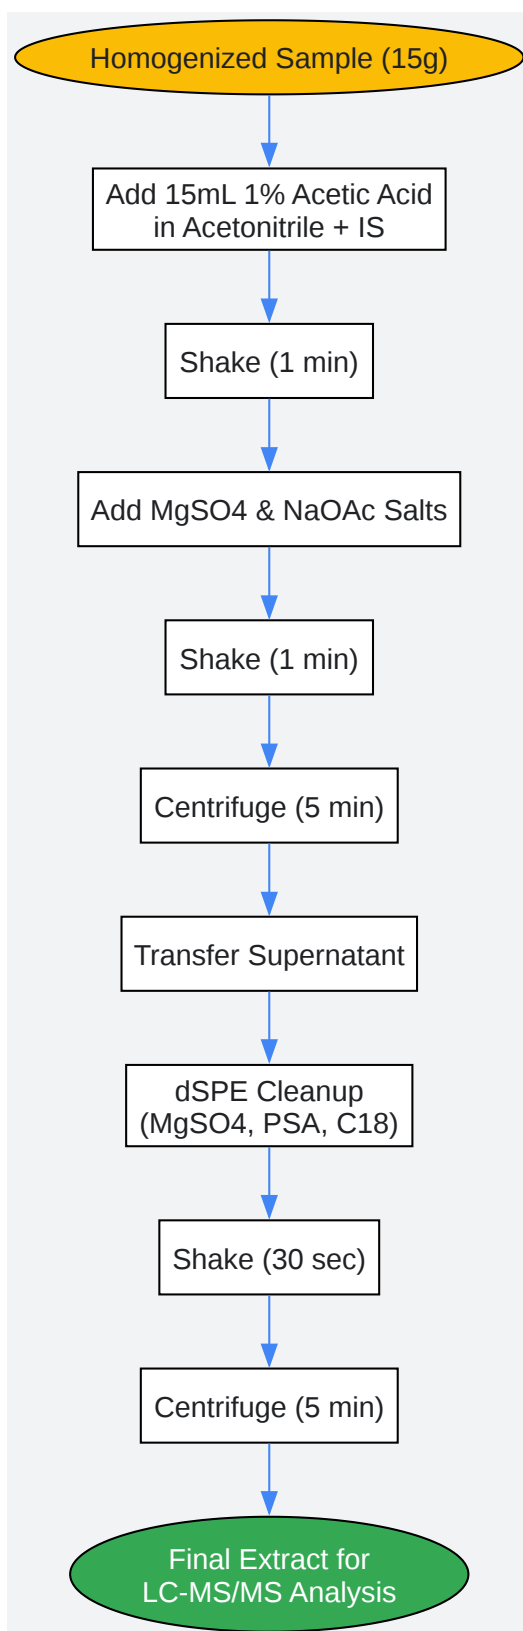 Homogenized Sample (15g)
Add 15mL 1% Acetic Acid
in Acetonitrile + IS
Shake (1 min)
Add MgSO4 & NaOAc Salts
Shake (1 min)
Centrifuge (5 min)
Transfer Supernatant
dSPE Cleanup
(MgSO4, PSA, C18)
Shake (30 sec)
Centrifuge (5 min)
Final Extract for
LC-MS/MS Analysis